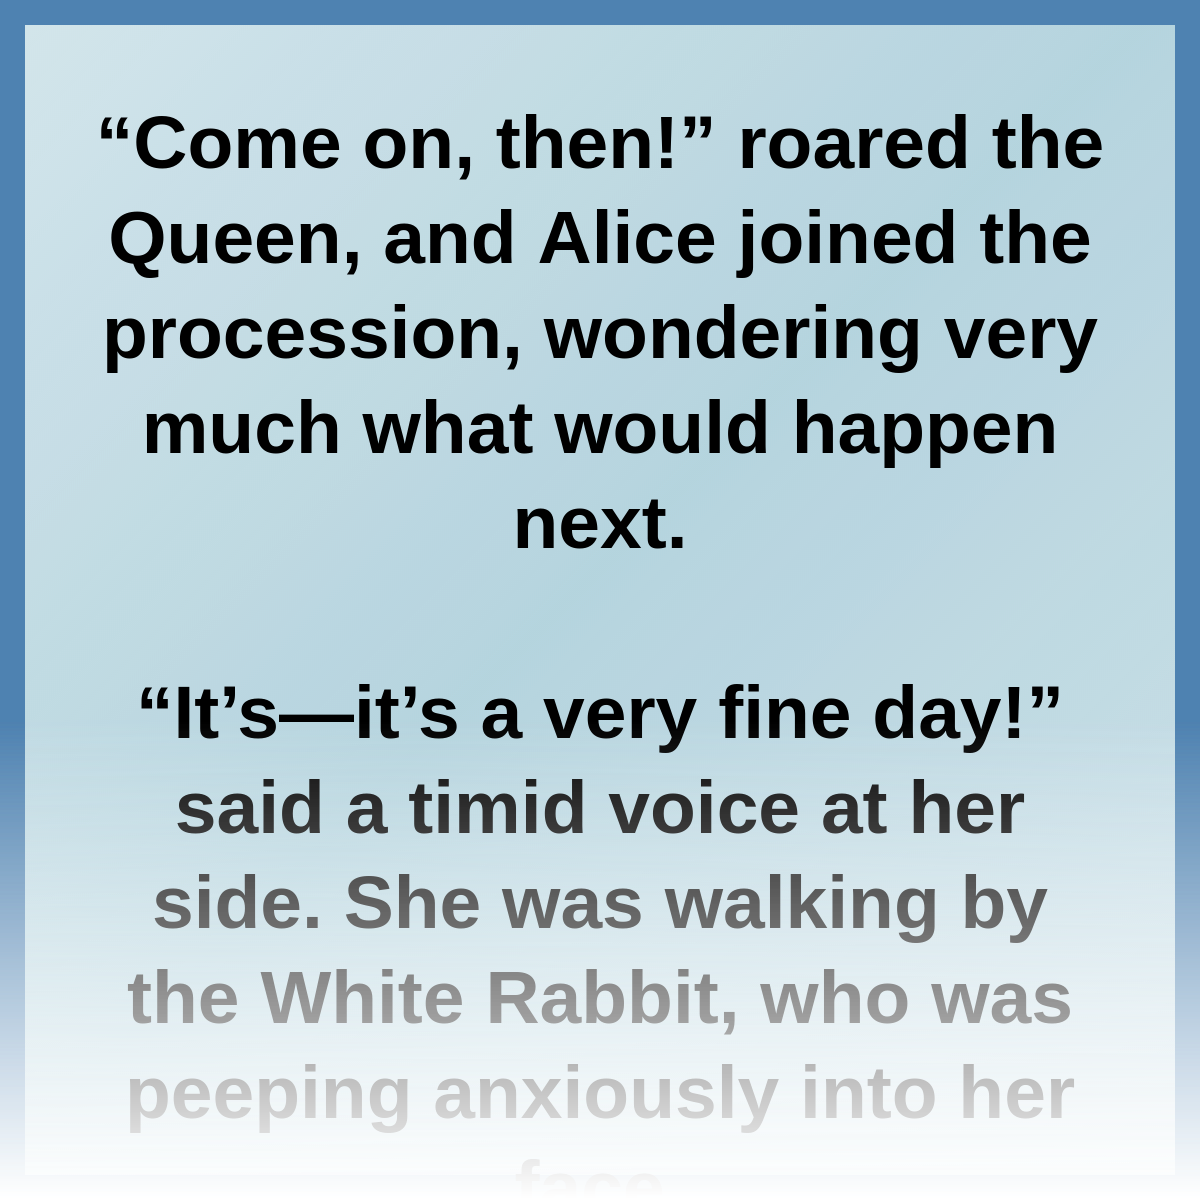 “Come on, then!” roared the
Queen, and Alice joined the
procession, wondering very
much what would happen
next.
“It’s—it’s a very fine day!”
said a timid voice at her
side. She was walking by
the White Rabbit, who was
peeping anxiously into her
face